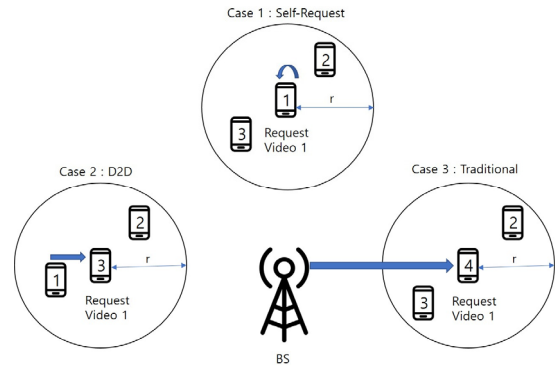 Case 1 : Self-Request
2
1
r
3
Request
Video 1
Case 2 : D2D
2
3
r
1
Request
Video 1
Case 3 : Traditional
2
4
r
3
Request
Video 1
BS